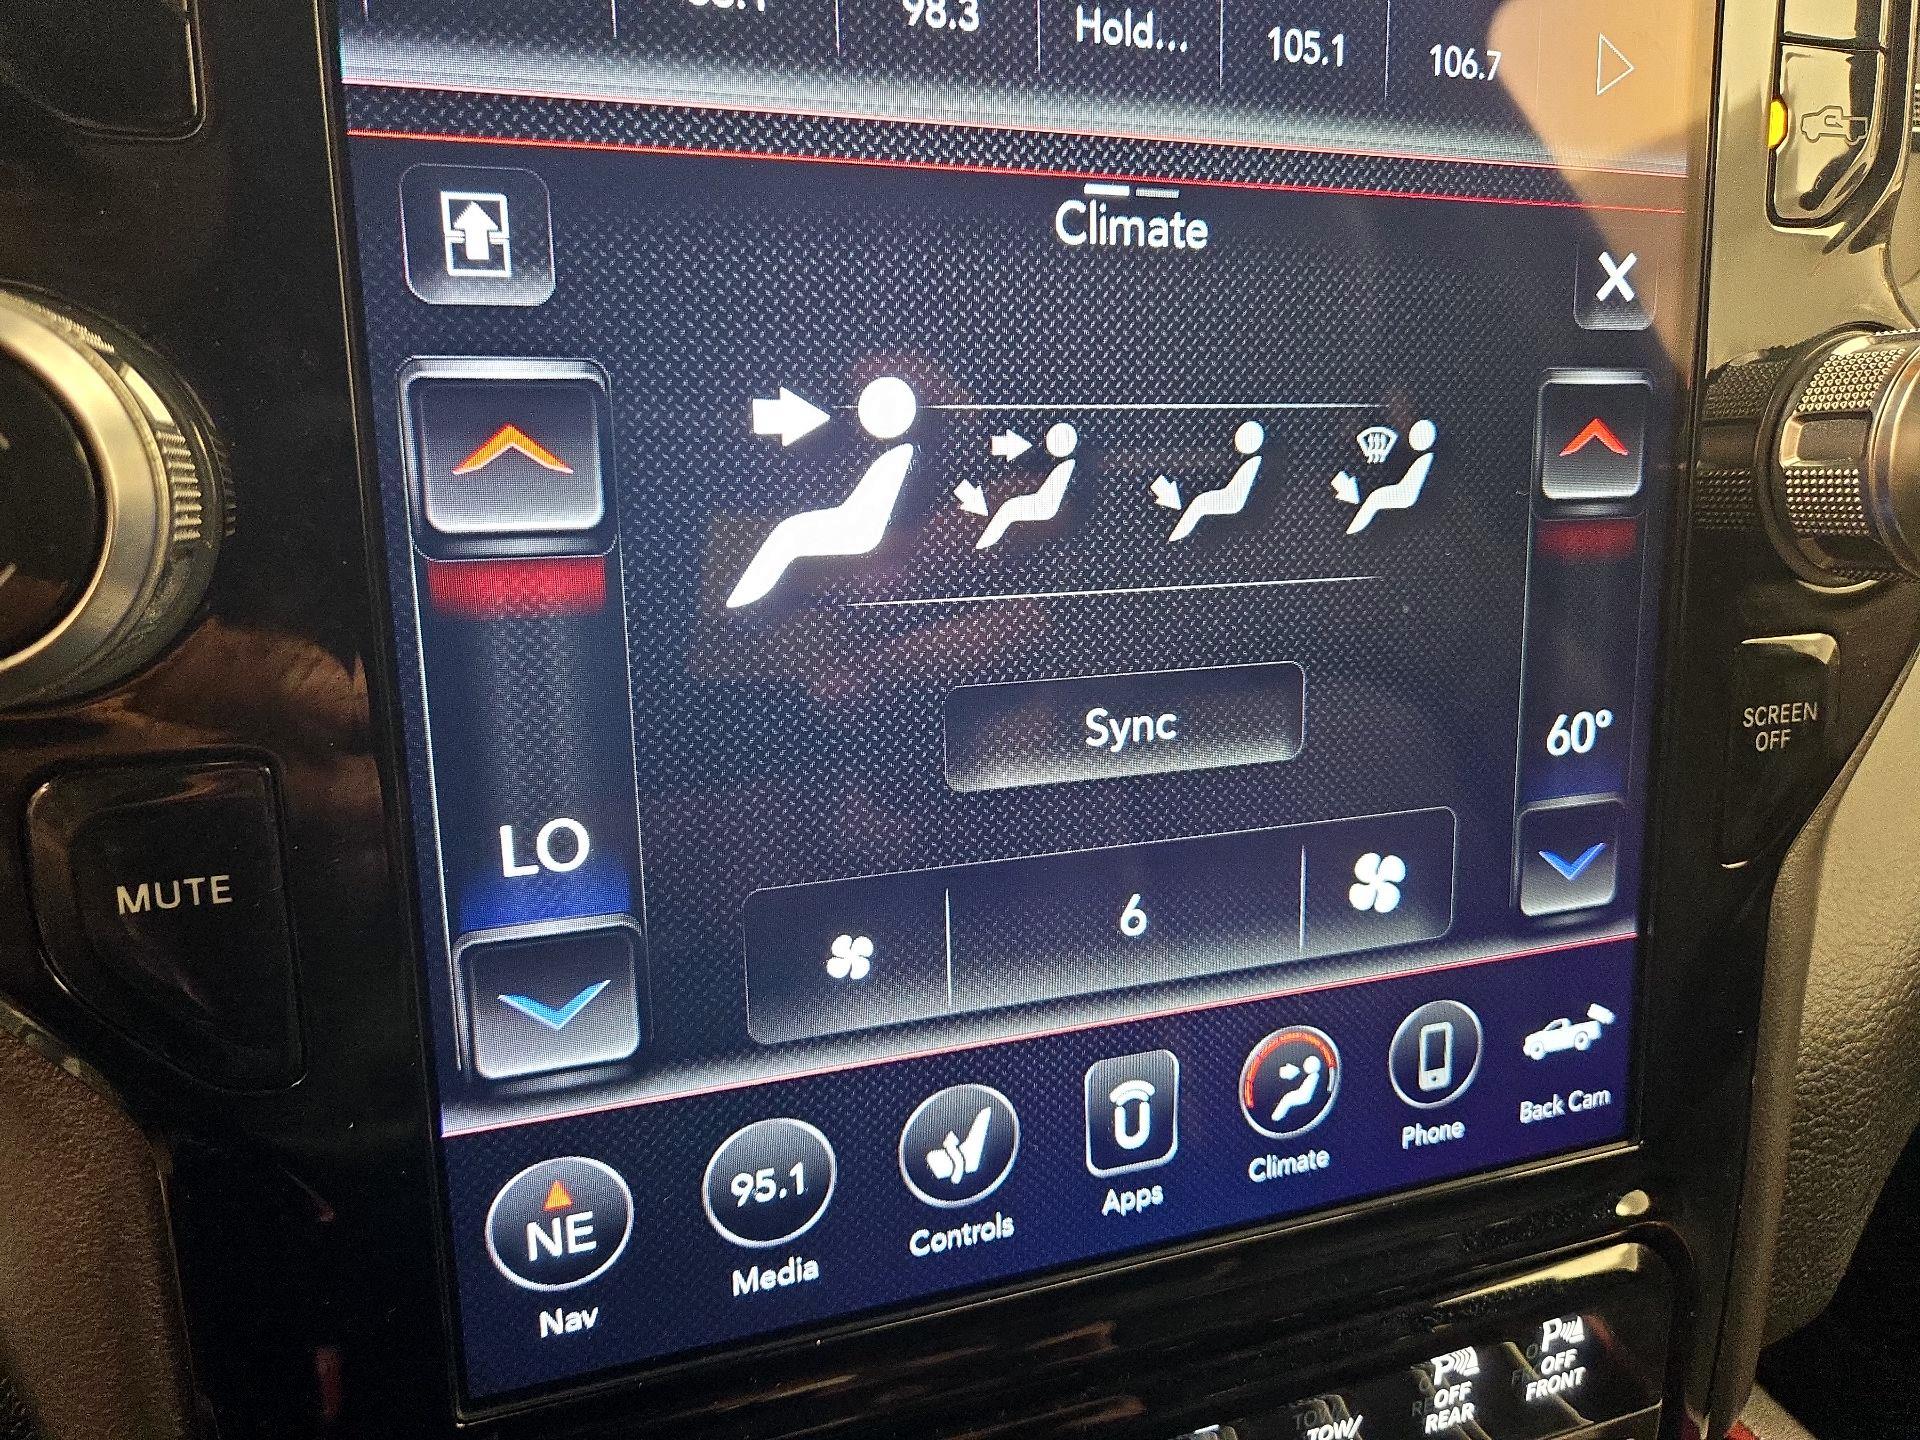 98.3
Hold...
105.1
106.7
Climate
X
60°
SCREEN
OFF
Sync
LO
MUTE
6
NE
Nav
95.1
Media
Controls
U
Apps
Climate
Phone
Back Cam
TOW/
P
OFF
REAR
P
OFF
FRONT